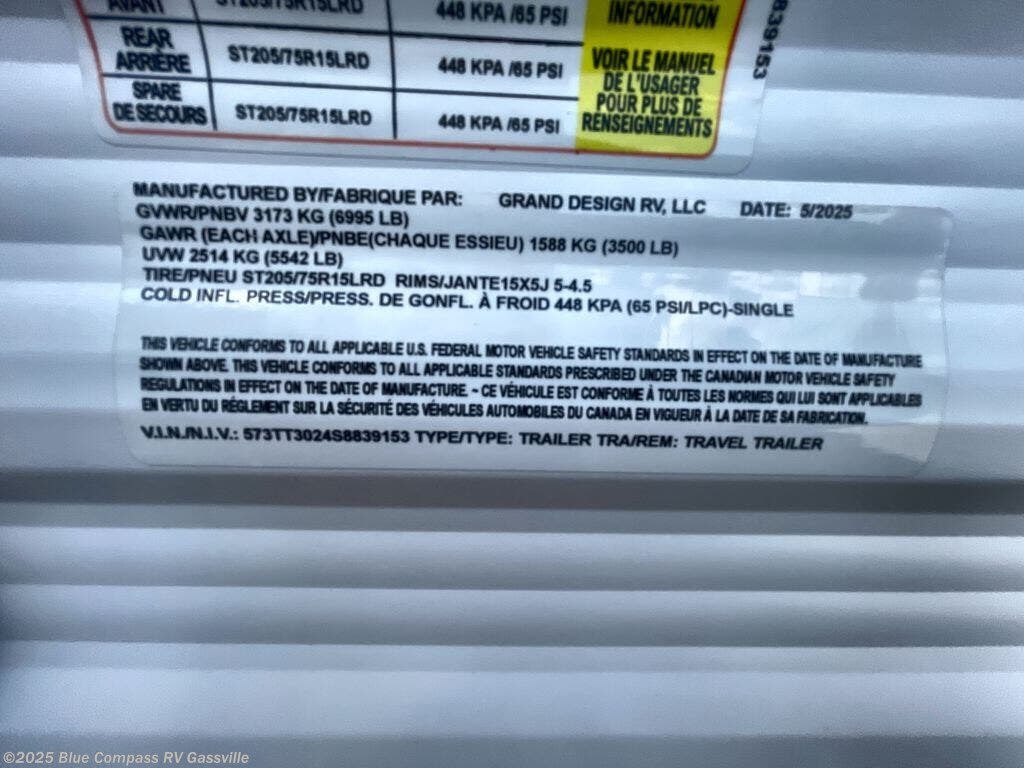 AVANT ST205/75R15LRD 448 KPA /65 PSI INFORMATION
REAR
ARRIÈRE ST205/75R15LRD 448 KPA /65 PSI
VOIR LE MANUEL
DE L'USAGER
POUR PLUS DE
RENSEIGNEMENTS
SPARE
DE SECOURS ST205/75R15LRD 448 KPA /65 PSI
839153
MANUFACTURED BY/FABRIQUE PAR: GRAND DESIGN RV, LLC DATE: 5/2025
GVWR/PNBV 3173 KG (6995 LB)
GAWR (EACH AXLE)/PNBE(CHAQUE ESSIEU) 1588 KG (3500 LB)
UVW 2514 KG (5542 LB)
TIRE/PNEU ST205/75R15LRD RIMS/JANTE15X5J 5-4.5
COLD INFL. PRESS/PRESS. DE GONFL. À FROID 448 KPA (65 PSI/LPC)-SINGLE
THIS VEHICLE CONFORMS TO ALL APPLICABLE U.S. FEDERAL MOTOR VEHICLE SAFETY STANDARDS IN EFFECT ON THE DATE OF MANUFACTURE
SHOWN ABOVE. THIS VEHICLE CONFORMS TO ALL APPLICABLE STANDARDS PRESCRIBED UNDER THE CANADIAN MOTOR VEHICLE SAFETY
REGULATIONS IN EFFECT ON THE DATE OF MANUFACTURE. - CE VÉHICULE EST CONFORME À TOUTES LES NORMES QUI LUI SONT APPLICABLES
EN VERTU DU RÉGLEMENT SUR LA SÉCURITÉ DES VÉHICULES AUTOMOBILES DU CANADA EN VIGUEUR À LA DATE DE SA FABRICATION.
V.I.N./N.I.V.: 573TT3024S8839153 TYPE/TYPE: TRAILER TRA/REM: TRAVEL TRAILER
©2025 Blue Compass RV Gassville